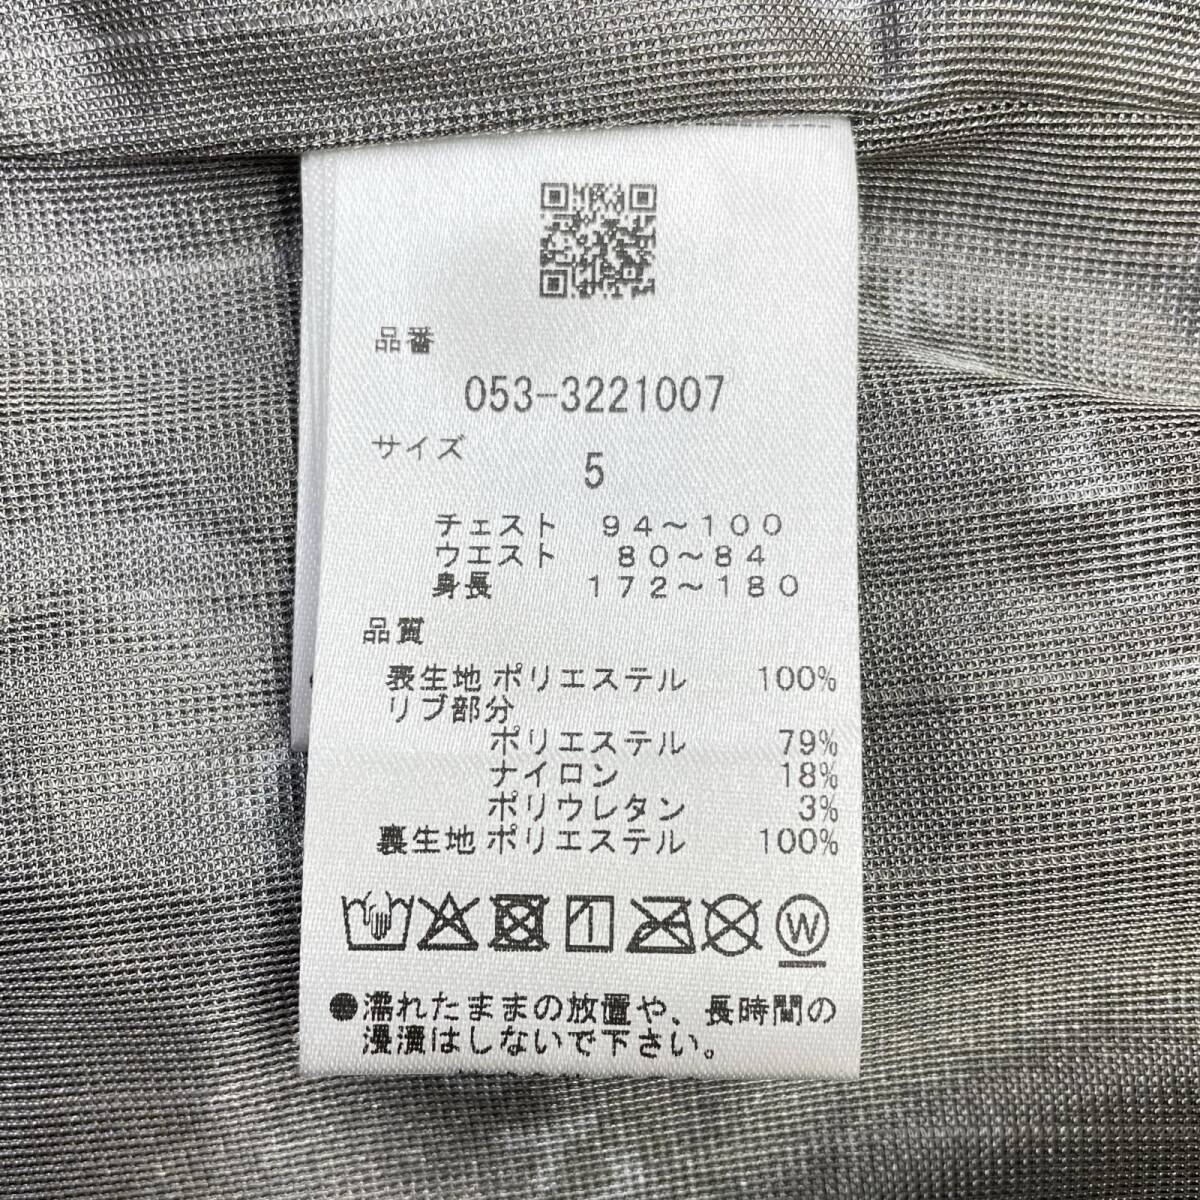 品番
053-3221007
サイズ 5
チェスト 94～100
ウエスト 80～84
身長 172～180
品質
表生地 ポリエステル 100%
リブ部分
ポリエステル 79%
ナイロン 18%
ポリウレタン 3%
裏生地 ポリエステル 100%
W
●濡れたままの放置や、長時間の
浸漬はしないで下さい。